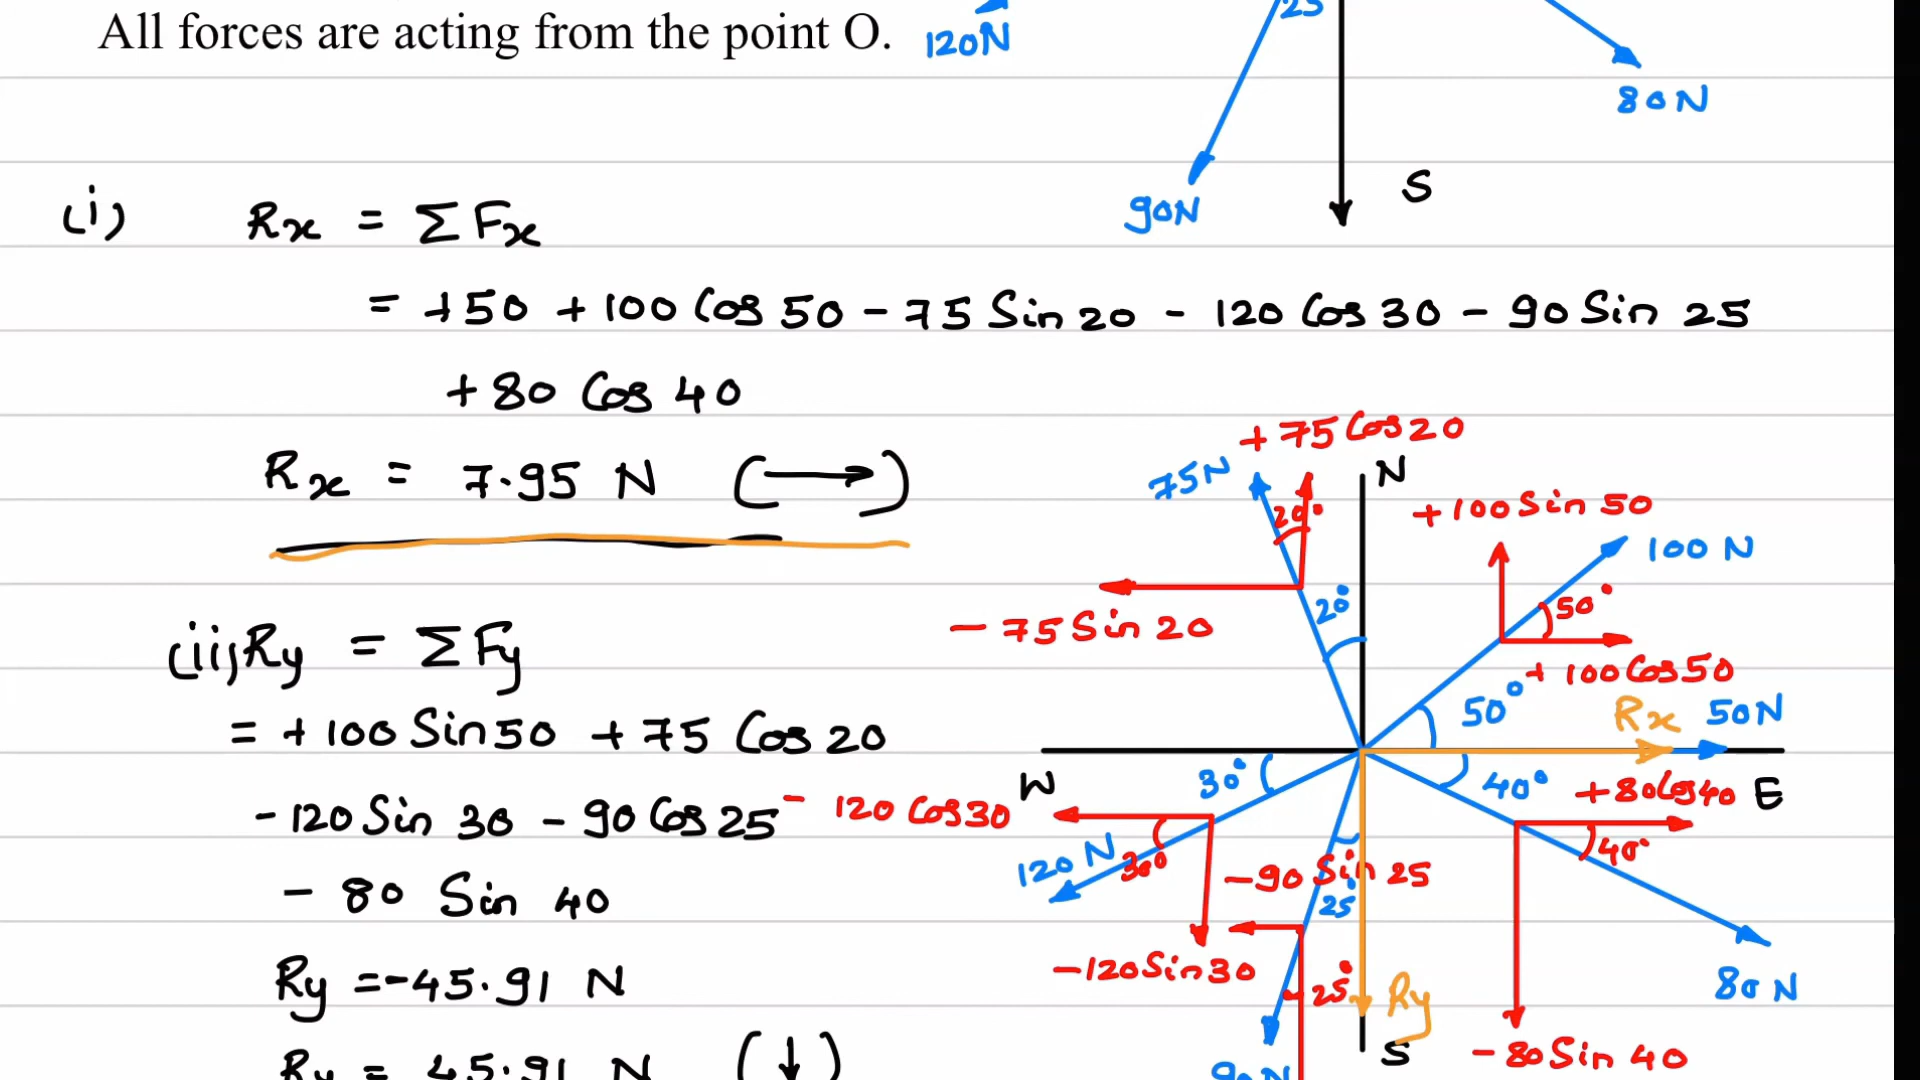 All forces are acting from the point O.
120N
25
80N
90N
S
(i) Rx = ΣFx
= +50 + 100 Cos 50 - 75 Sin 20 - 120 Cos 30 - 90 Sin 25
+ 80 Cos 40
Rx = 7.95 N (→)
(ii) Ry = ΣFy
= + 100 Sin 50 + 75 Cos 20
- 120 Sin 30 - 90 Cos 25
- 80 Sin 40
Ry = -45.91 N
Ry = 45.91 N (↓)
+ 75 Cos 20
75N
N
20°
+ 100 Sin 50
100 N
50°
- 75 Sin 20
20°
+ 100 Cos 50
50°
Rx
50N
30°
W
40°
+ 80 Cos 40
E
- 120 Cos 30
120 N
30°
40°
- 90 Sin 25
25°
- 120 Sin 30
25°
Ry
80 N
S
- 80 Sin 40
90N